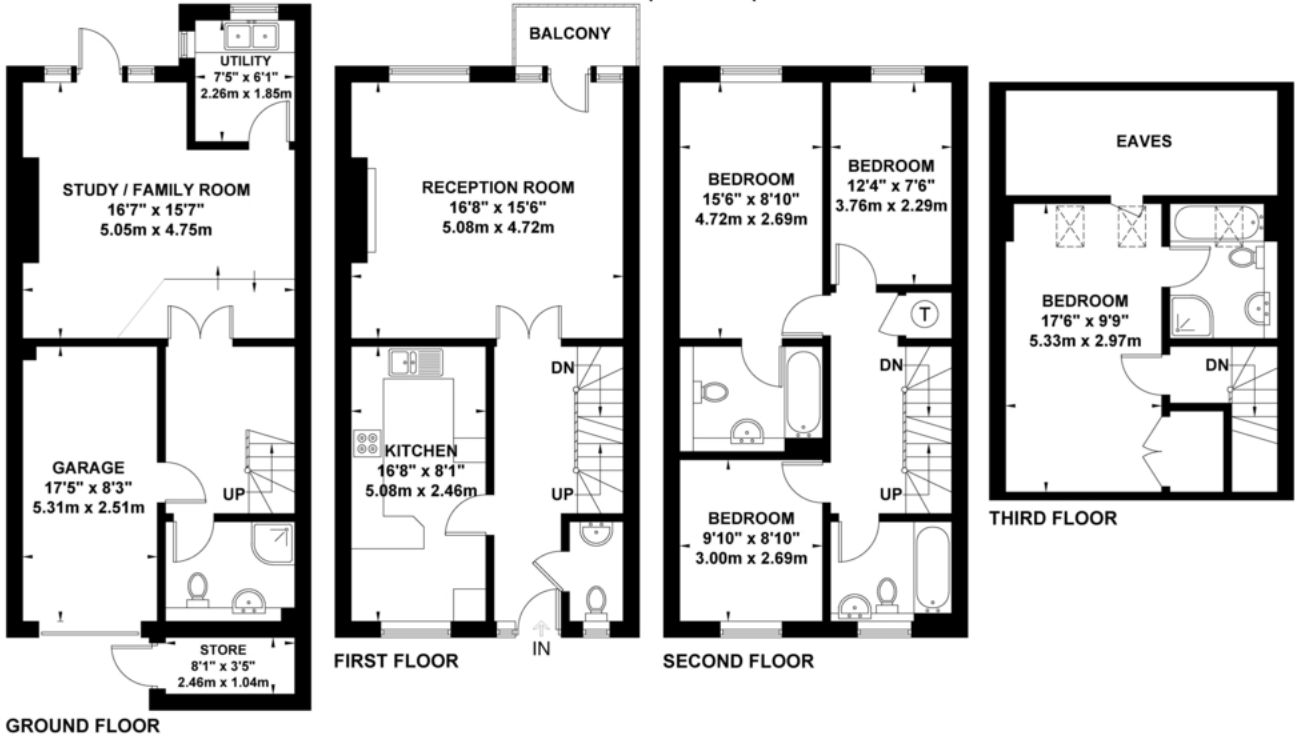 UTILITY
7'5" x 6'1"
2.26m x 1.85m
STUDY / FAMILY ROOM
16'7" x 15'7"
5.05m x 4.75m
GARAGE
17'5" x 8'3"
5.31m x 2.51m
UP
STORE
8'1" x 3'5"
2.46m x 1.04m
GROUND FLOOR
BALCONY
RECEPTION ROOM
16'8" x 15'6"
5.08m x 4.72m
DN
KITCHEN
16'8" x 8'1"
5.08m x 2.46m
UP
IN
FIRST FLOOR
BEDROOM
15'6" x 8'10"
4.72m x 2.69m
BEDROOM
12'4" x 7'6"
3.76m x 2.29m
T
DN
UP
BEDROOM
9'10" x 8'10"
3.00m x 2.69m
SECOND FLOOR
EAVES
BEDROOM
17'6" x 9'9"
5.33m x 2.97m
DN
THIRD FLOOR